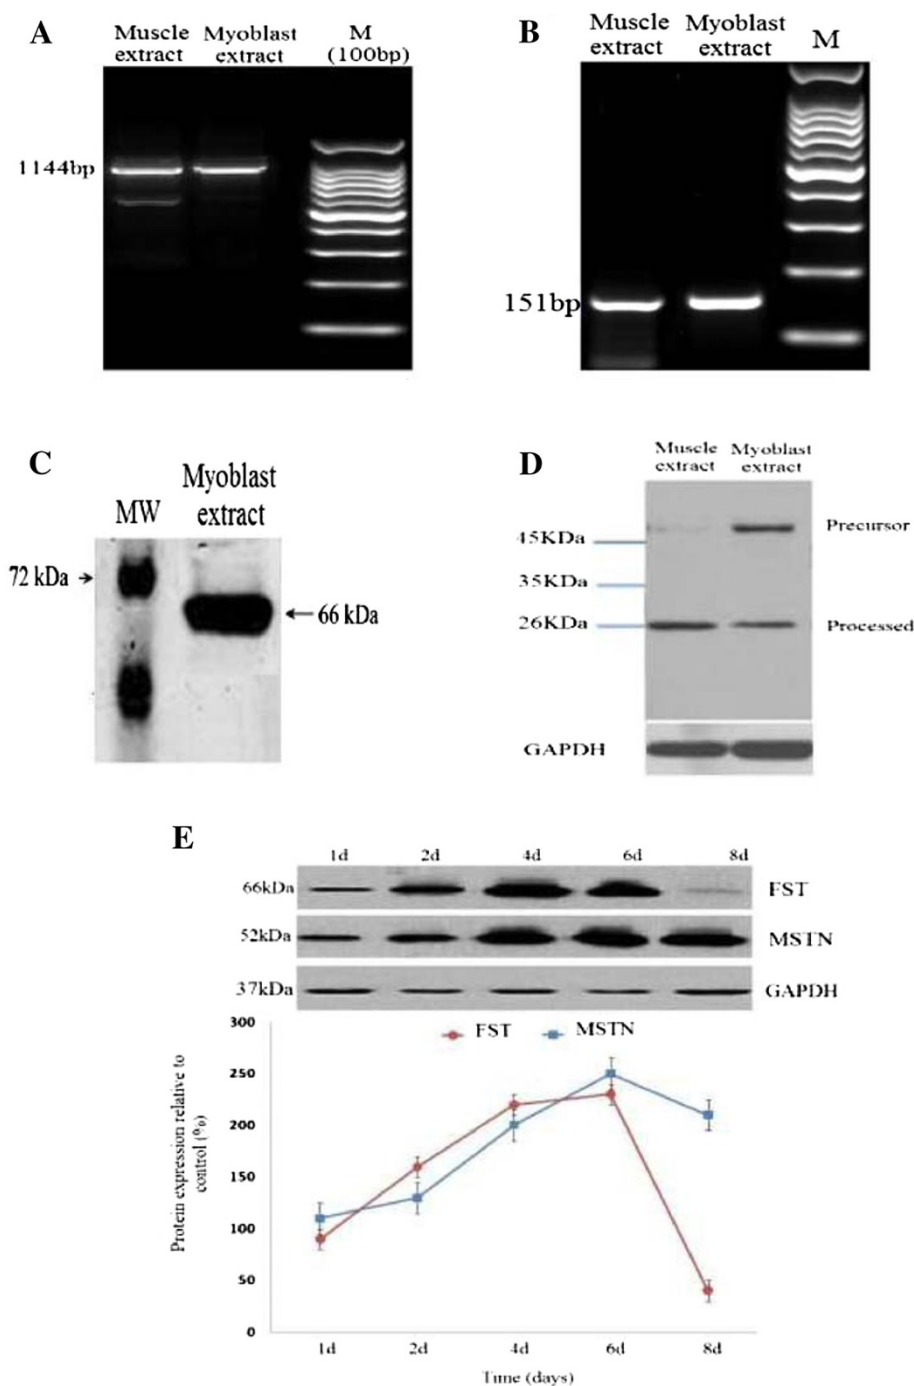 A
Muscle extract
Myoblast extract
M (100bp)
1144bp
B
Muscle extract
Myoblast extract
M
151bp
C
MW
Myoblast extract
72 kDa
66 kDa
D
Muscle extract
Myoblast extract
45KDa
35KDa
26KDa
Precursor
Processed
GAPDH
E
1d 2d 4d 6d 8d
66kDa FST
52kDa MSTN
37kDa GAPDH
FST MSTN
Protein expression relative to control (%)
300
250
200
150
100
50
0
1d 2d 4d 6d 8d
Time (days)